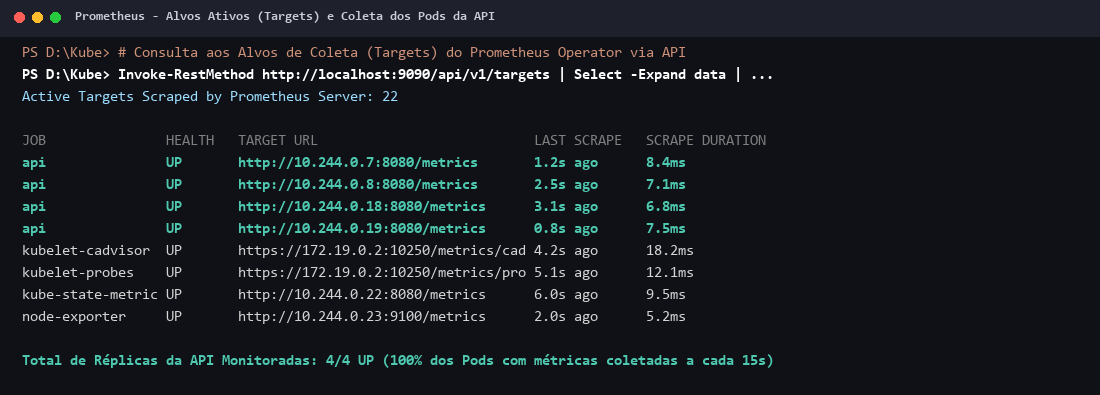 Prometheus - Alvos Ativos (Targets) e Coleta dos Pods da API
PS D:\Kube> # Consulta aos Alvos de Coleta (Targets) do Prometheus Operator via API
PS D:\Kube> Invoke-RestMethod http://localhost:9090/api/v1/targets | Select -Expand data | ...
Active Targets Scraped by Prometheus Server: 22
JOB HEALTH TARGET URL LAST SCRAPE SCRAPE DURATION
api UP http://10.244.0.7:8080/metrics 1.2s ago 8.4ms
api UP http://10.244.0.8:8080/metrics 2.5s ago 7.1ms
api UP http://10.244.0.18:8080/metrics 3.1s ago 6.8ms
api UP http://10.244.0.19:8080/metrics 0.8s ago 7.5ms
kubelet-cadvisor UP https://172.19.0.2:10250/metrics/cad 4.2s ago 18.2ms
kubelet-probes UP https://172.19.0.2:10250/metrics/pro 5.1s ago 12.1ms
kube-state-metric UP http://10.244.0.22:8080/metrics 6.0s ago 9.5ms
node-exporter UP http://10.244.0.23:9100/metrics 2.0s ago 5.2ms
Total de Réplicas da API Monitoradas: 4/4 UP (100% dos Pods com métricas coletadas a cada 15s)